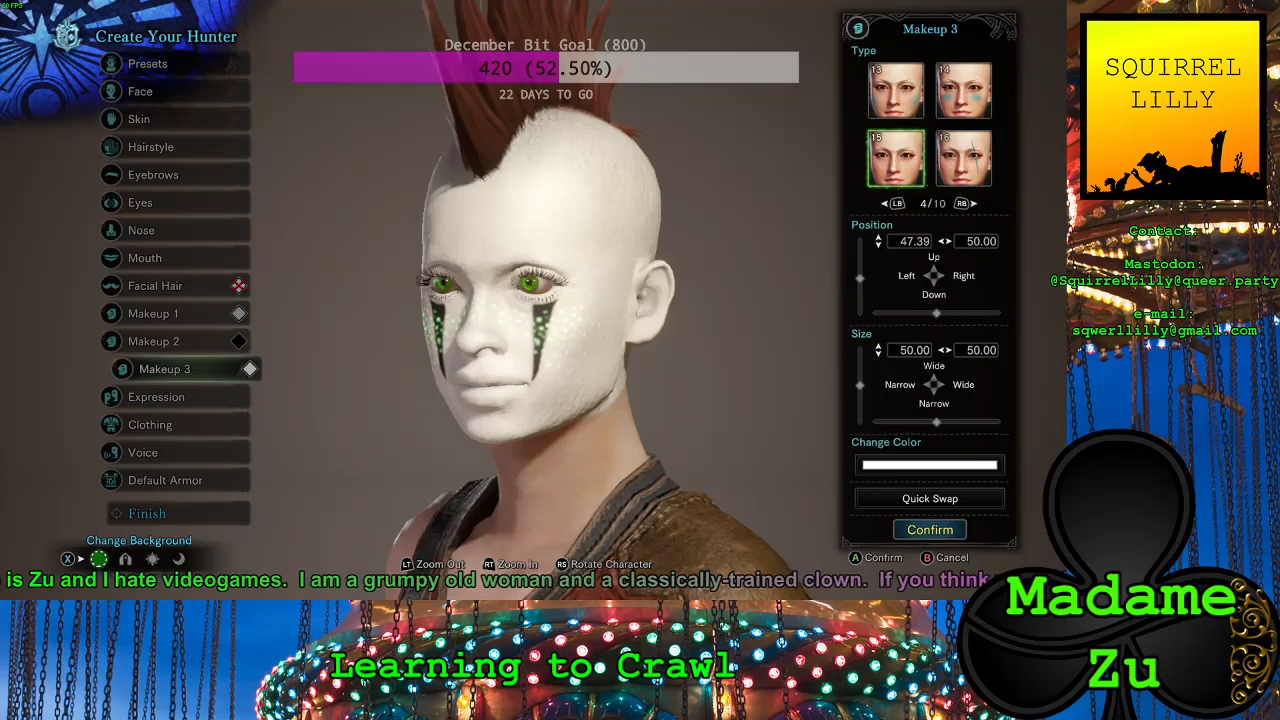 60 FPS
Create Your Hunter
Presets
Face
Skin
Hairstyle
Eyebrows
Eyes
Nose
Mouth
Facial Hair
Makeup 1
Makeup 2
Makeup 3
Expression
Clothing
Voice
Default Armor
Finish
Change Background
X
December Bit Goal (800)
420 (52.50%)
22 DAYS TO GO
LT Zoom Out RT Zoom In RS Rotate Character
Makeup 3
Type
13 14
15 16
LB 4/10 RB
Position
47.39 50.00
Up
Left Right
Down
Size
50.00 50.00
Wide
Narrow Wide
Narrow
Change Color
Quick Swap
Confirm
A Confirm B Cancel
SQUIRREL
LILLY
Contact:
Mastodon:
@SquirrelLilly@queer.party
e-mail:
sqwerllilly@gmail.com
is Zu and I hate videogames. I am a grumpy old woman and a classically-trained clown. If you think
Learning to Crawl
Madame
Zu